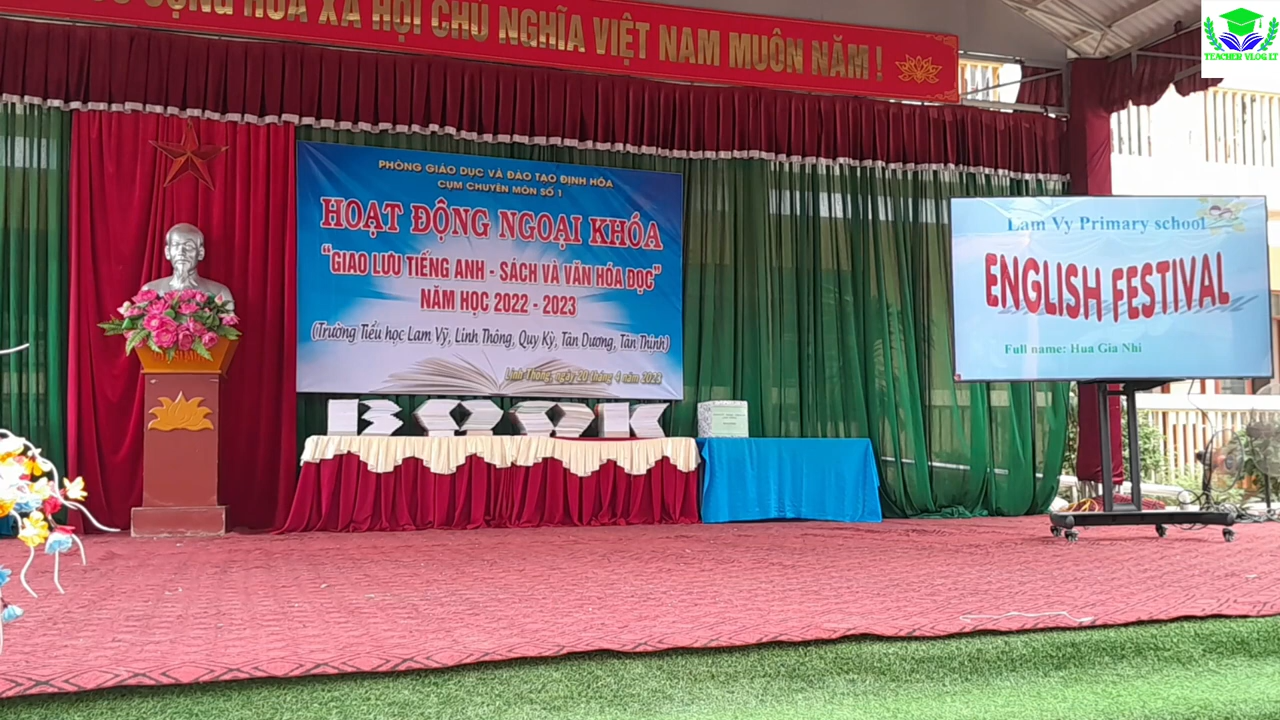 CỘNG HÒA XÃ HỘI CHỦ NGHĨA VIỆT NAM MUÔN NĂM !
TEACHER VLOG LT
PHÒNG GIÁO DỤC VÀ ĐÀO TẠO ĐỊNH HÓA
CỤM CHUYÊN MÔN SỐ 1
HOẠT ĐỘNG NGOẠI KHÓA
"GIAO LƯU TIẾNG ANH - SÁCH VÀ VĂN HÓA ĐỌC"
NĂM HỌC 2022 - 2023
(Trường Tiểu học Lam Vỹ, Linh Thông, Quy Kỳ, Tân Dương, Tân Thịnh)
Linh Thông, ngày 20 tháng 4 năm 2023
BOOK
Lam Vy Primary school
ENGLISH FESTIVAL
Full name: Hua Gia Nhi